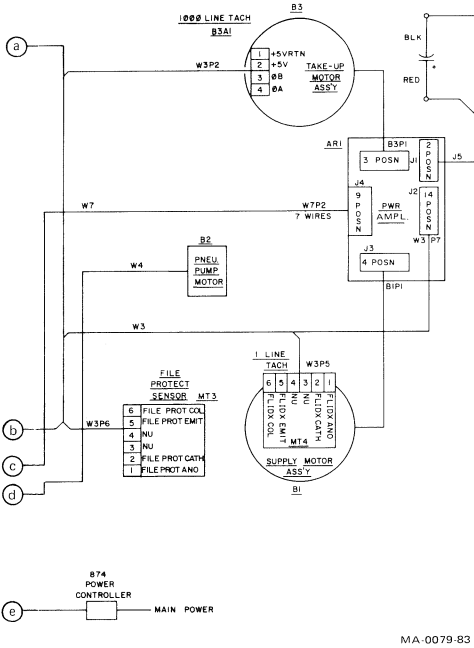 B3
1000 LINE TACH
B3A1
a
W3P2
1 +5VRTN
2 +5V
3 ØB
4 ØA
TAKE-UP
MOTOR
ASS'Y
BLK
+
RED
AR1
B3P1
3 POSN
J1
2 POSN
J5
J4
9 POSN
J2
14 POSN
PWR
AMPL.
W7
W7P2
7 WIRES
W3 P7
J3
4 POSN
B1P1
B2
PNEU.
PUMP
MOTOR
W4
W3
1 LINE
TACH
W3P5
6 5 4 3 2 1
FLIDX COL
FLIDX EMIT
NU
NU
FLIDX CATH
FLIDX ANO
MT4
SUPPLY MOTOR
ASS'Y
B1
FILE
PROTECT
SENSOR MT3
W3P6
6 FILE PROT COL
5 FILE PROT EMIT
4 NU
3 NU
2 FILE PROT CATH
1 FILE PROT ANO
b
c
d
874
POWER
CONTROLLER
e
MAIN POWER
MA-0079-83